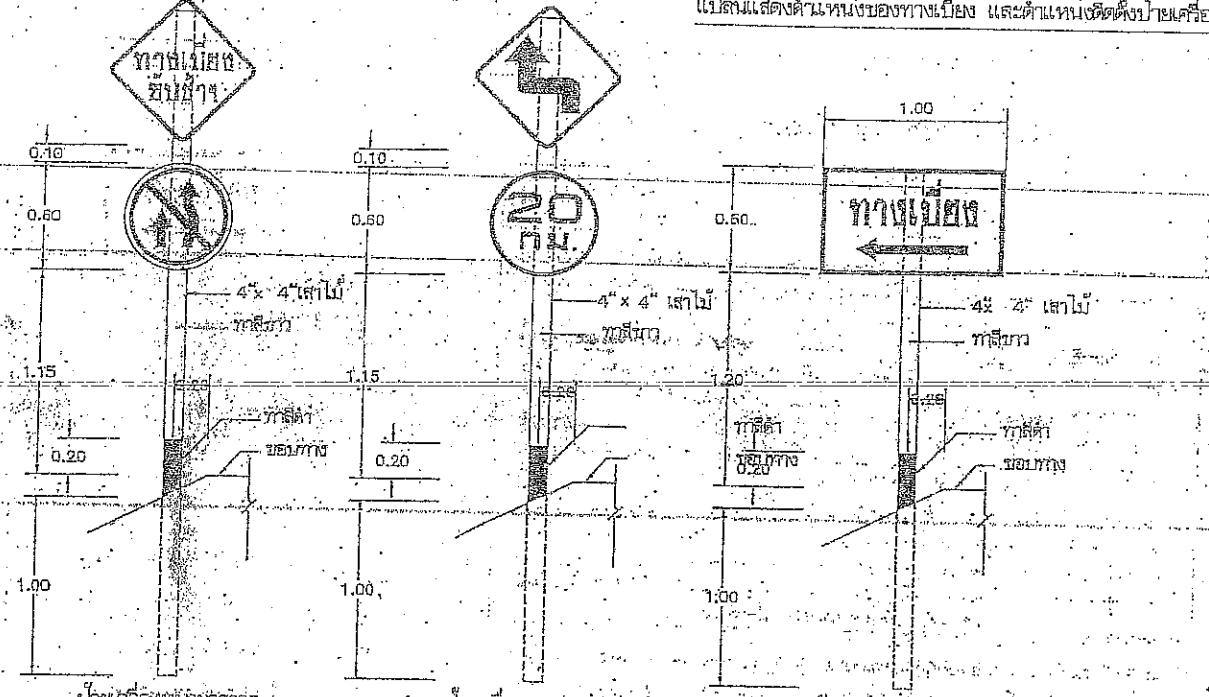 แปลนแสดงตำแหน่งของทางเบี่ยง และตำแหน่งติดตั้งป้ายเครื่อ
ทางเบี่ยง
ขับช้าๆ
0.10
0.60
4"x 4" เสาไม้
ทาสีขาว
1.15
ทาสีดำ
ขอบทาง
0.20
1.00
0.10
20
กม.
0.60
4"x 4" เสาไม้
ทาสีขาว
1.15
0.20
1.00
1.00
ทางเบี่ยง
0.60
4"x 4" เสาไม้
ทาสีขาว
1.20
ทาสีดำ
ขอบทาง
0.20
ทาสีดำ
ขอบทาง
1.00